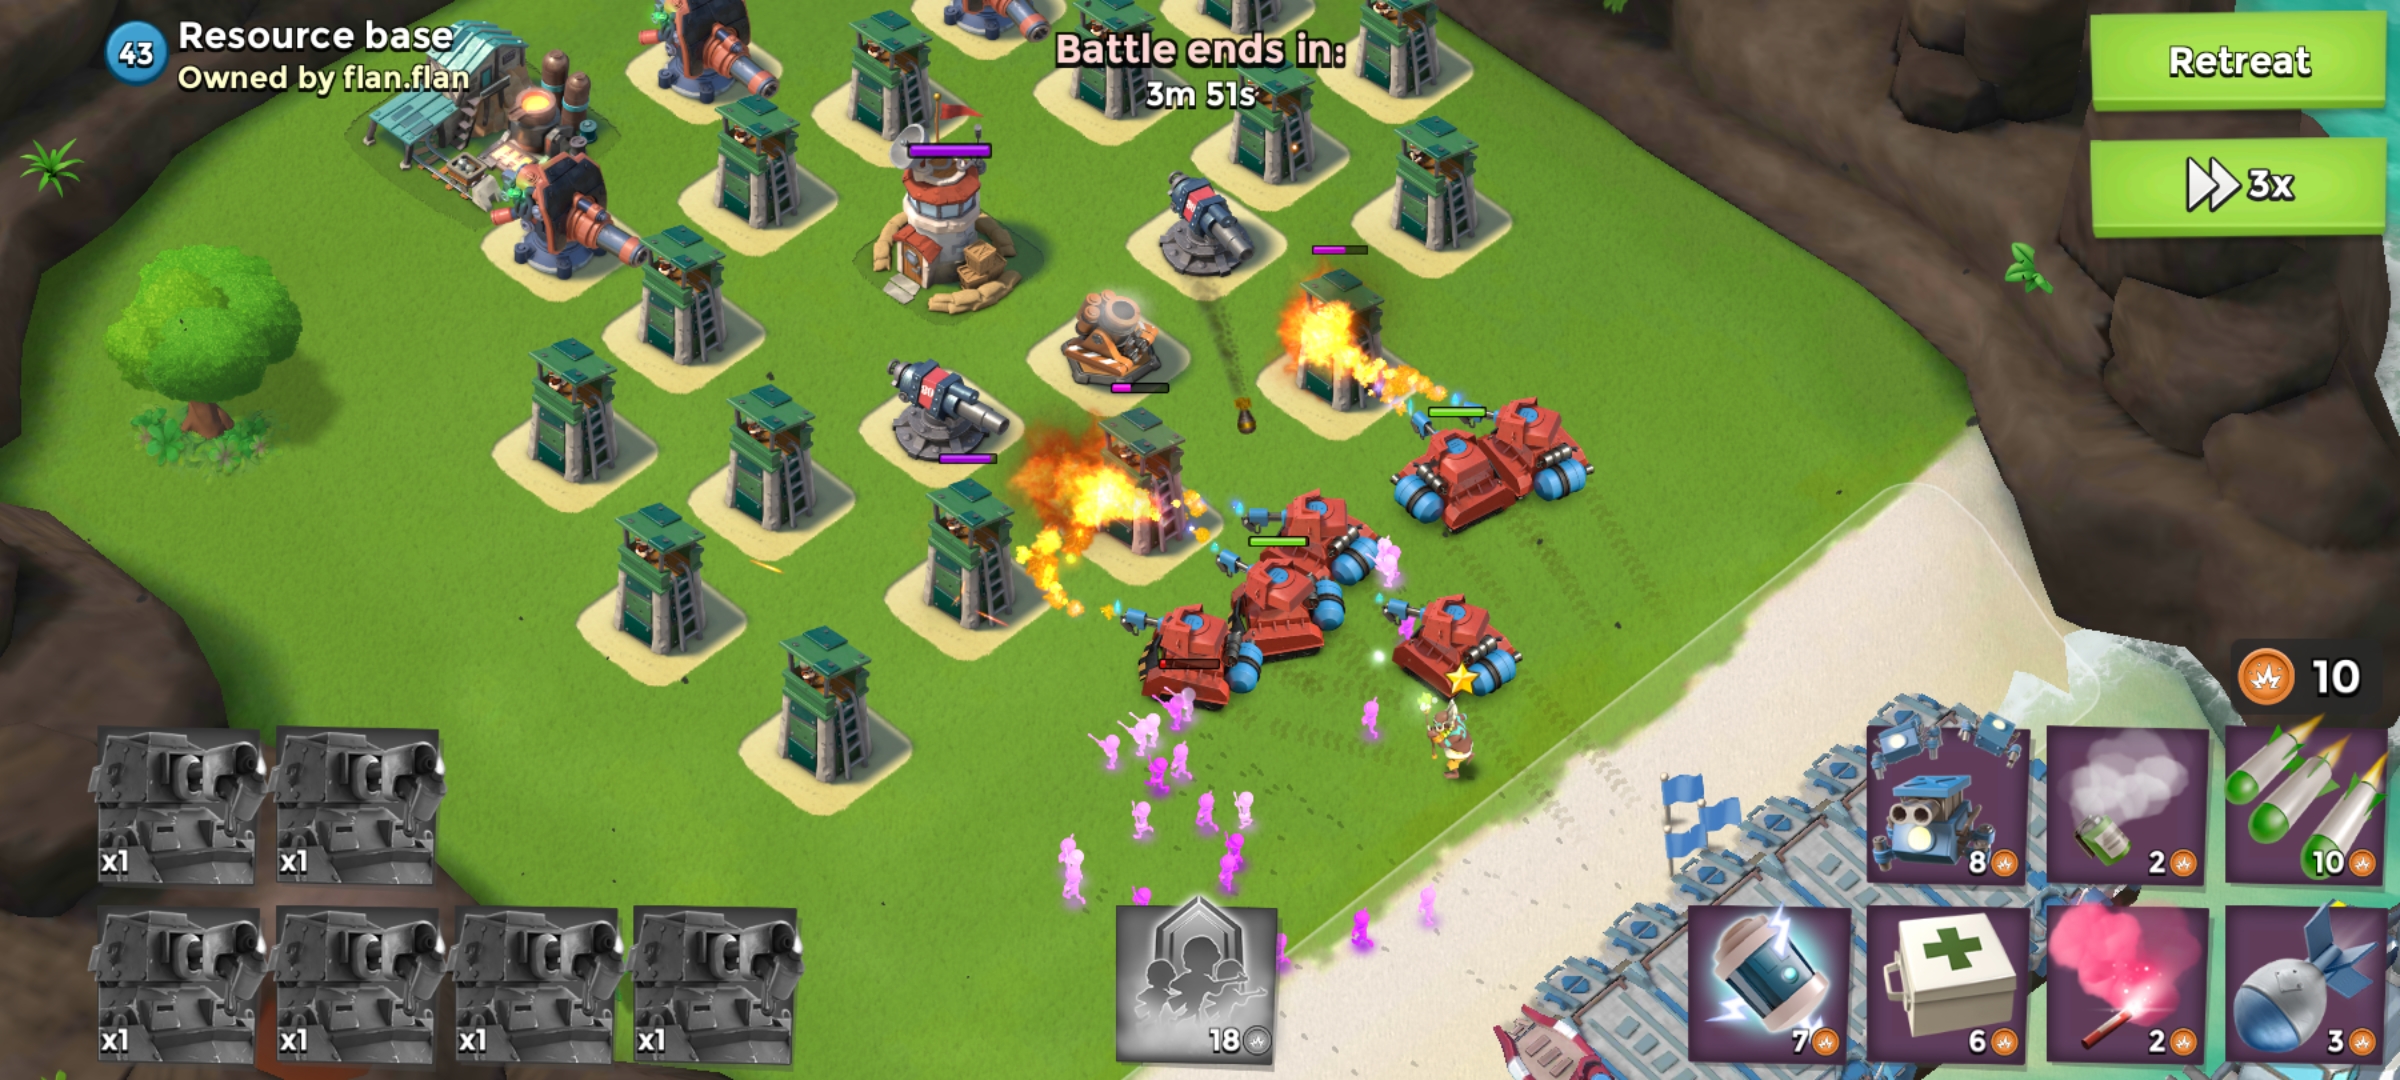 43
Resource base
Owned by flan.flan
Battle ends in:
3m 51s
Retreat
3x
10
x1
x1
8
2
10
x1
x1
x1
x1
18
7
6
2
3